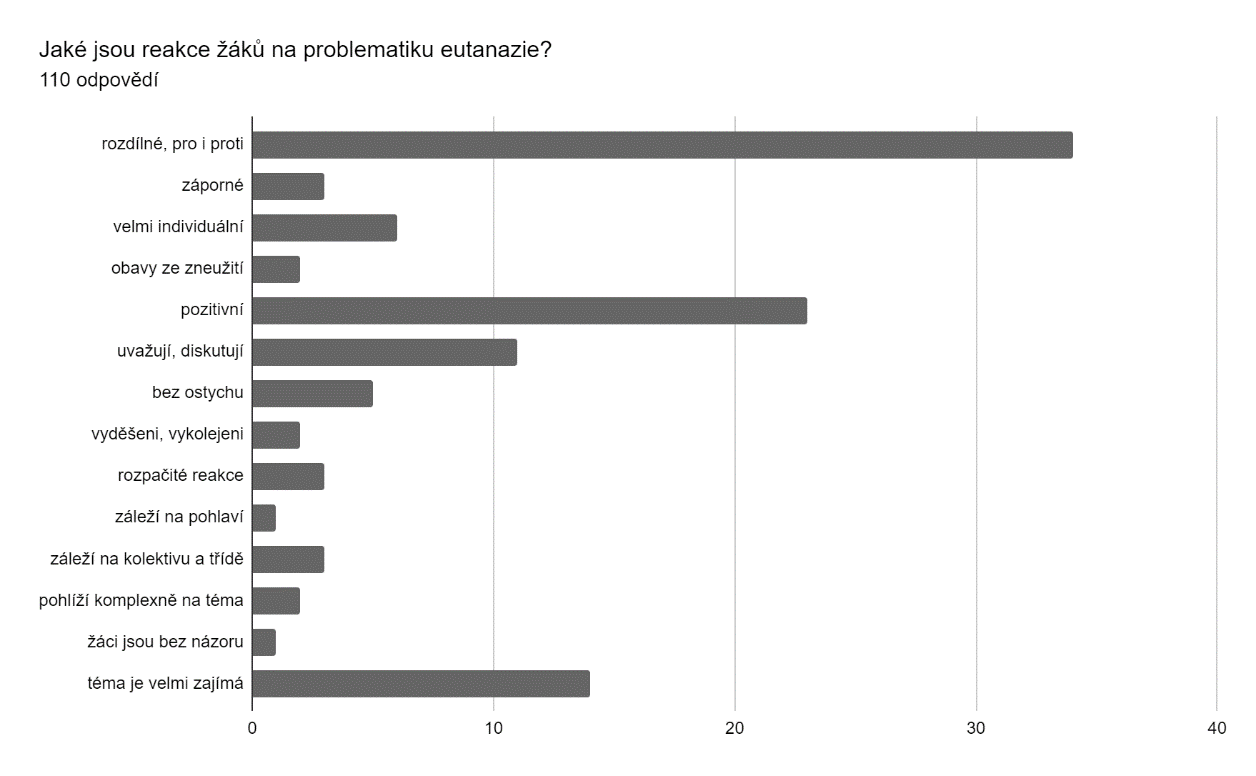 Jaké jsou reakce žáků na problematiku eutanazie?
110 odpovědí
rozdílné, pro i proti
záporné
velmi individuální
obavy ze zneužití
pozitivní
uvažují, diskutují
bez ostychu
vyděšeni, vykolejeni
rozpačité reakce
záleží na pohlaví
záleží na kolektivu a třídě
pohlíží komplexně na téma
žáci jsou bez názoru
téma je velmi zajímá
0 10 20 30 40